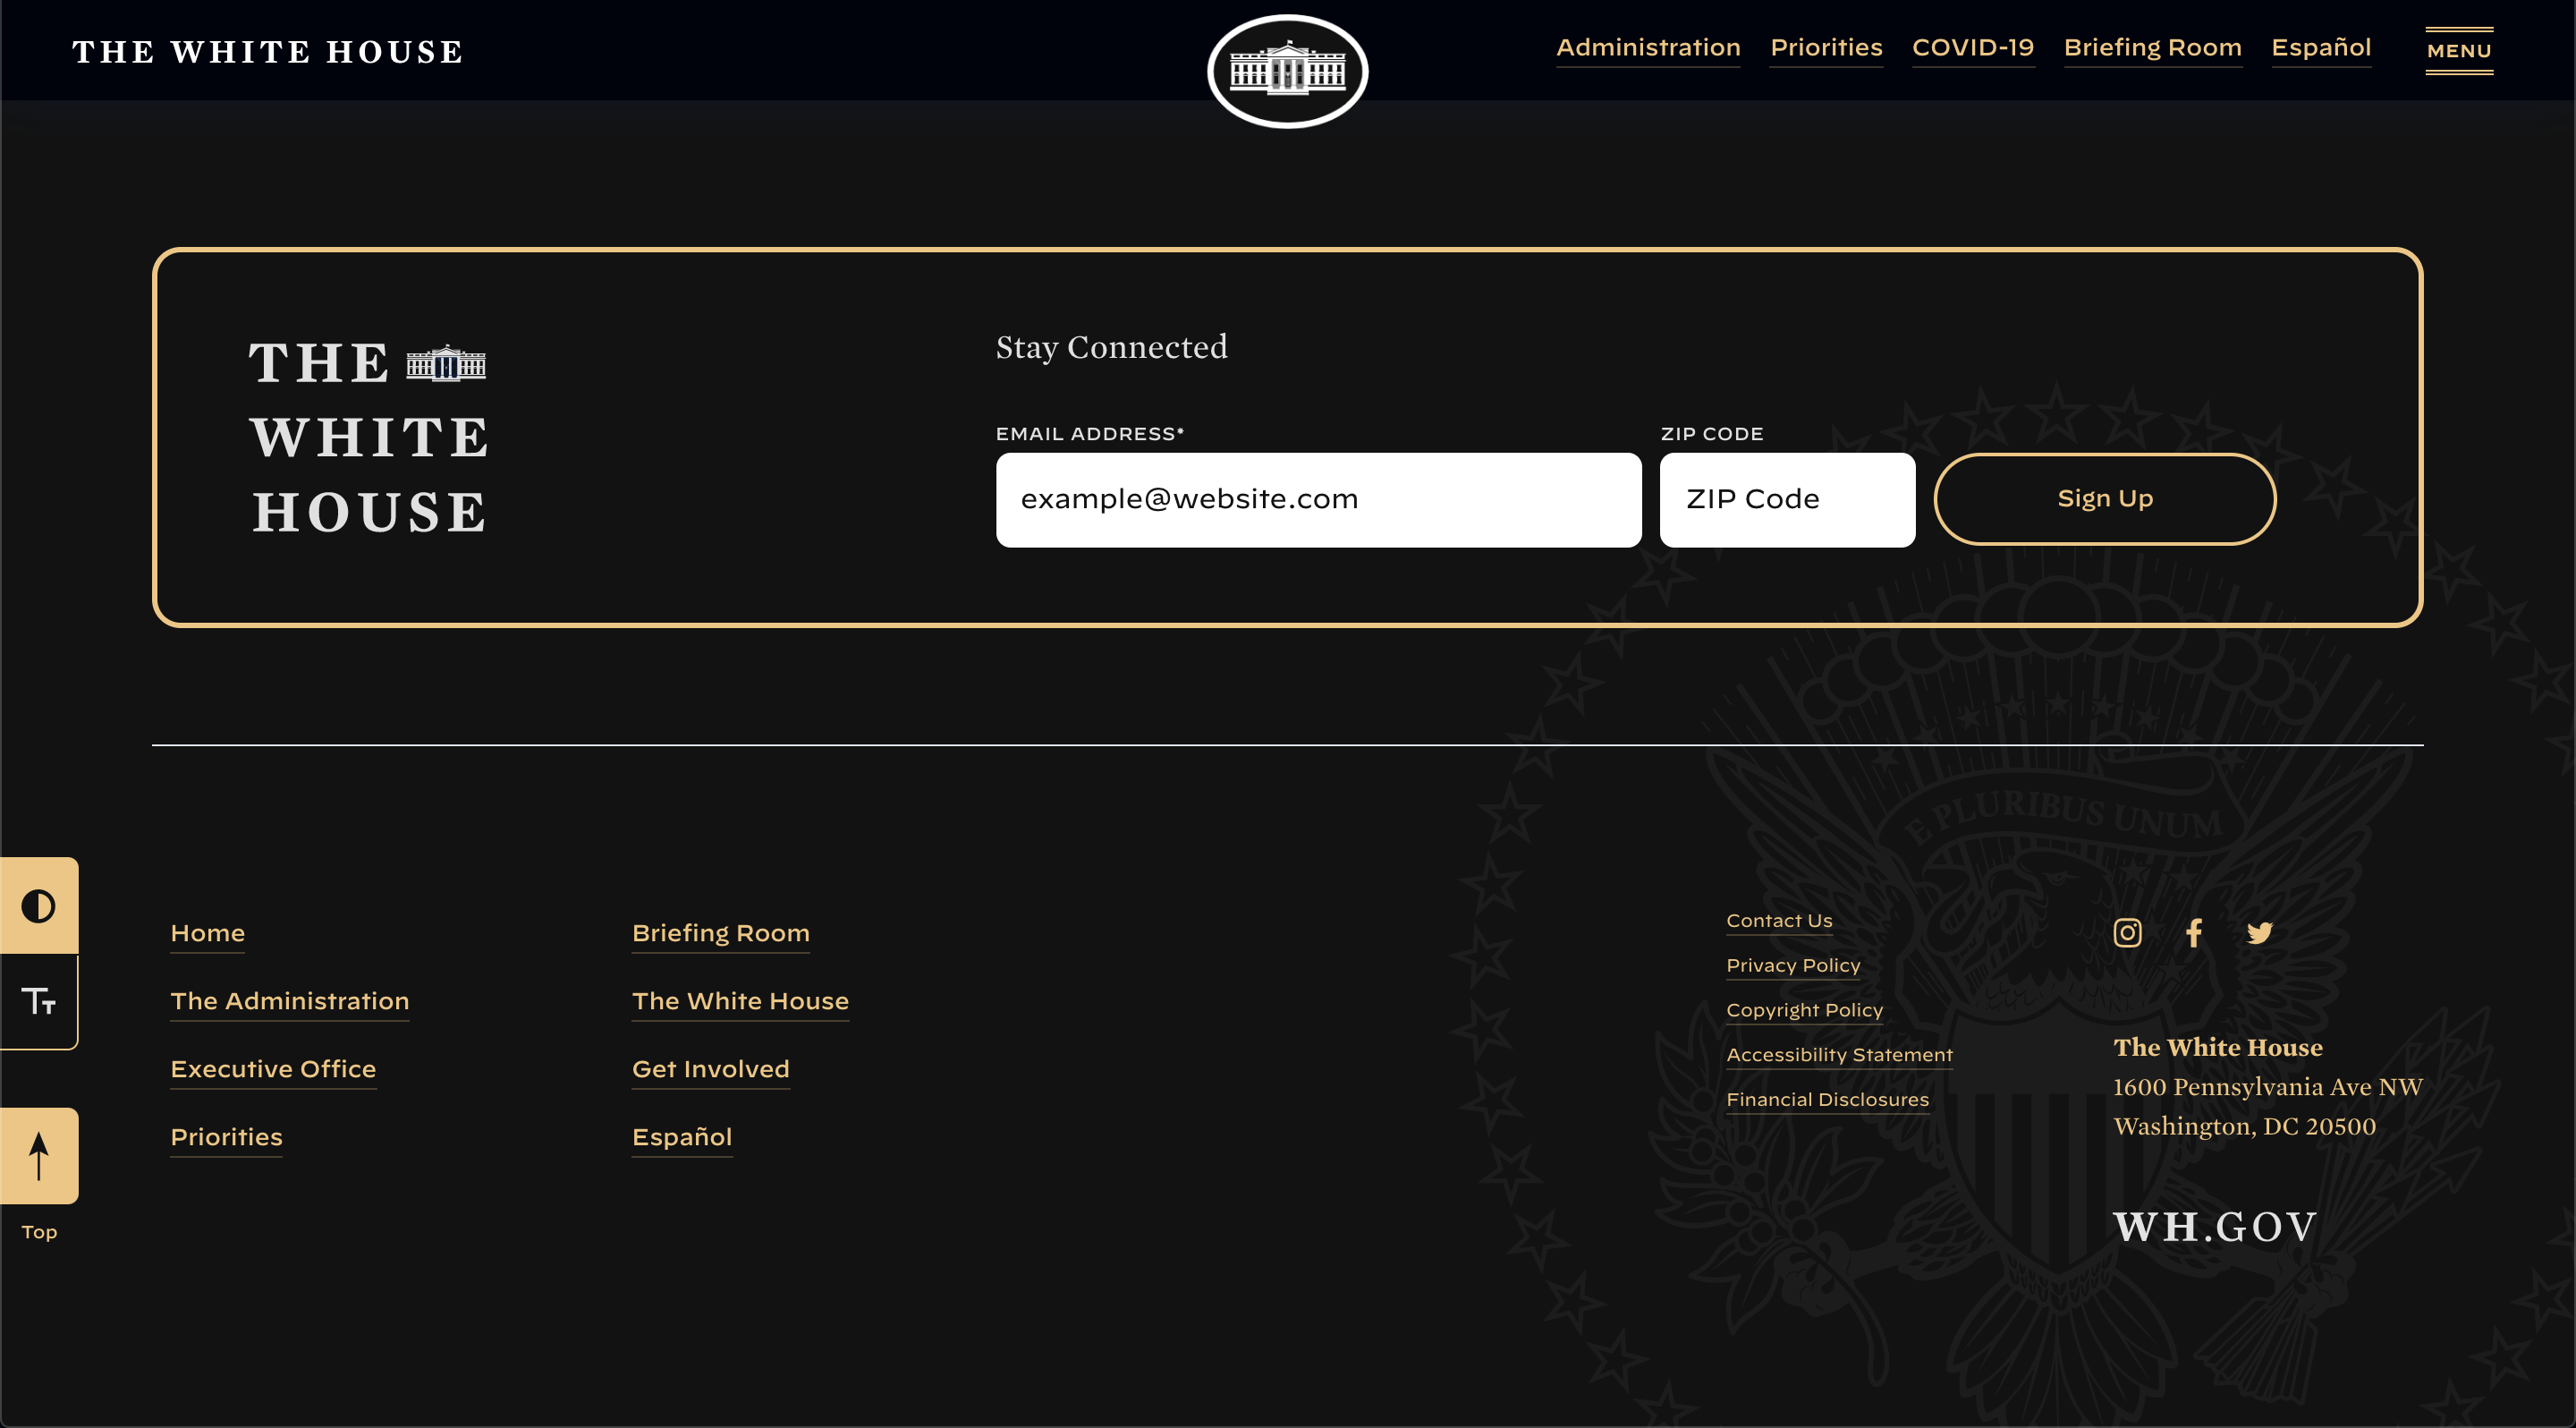 THE WHITE HOUSE
Administration Priorities COVID-19 Briefing Room Español MENU
THE
WHITE
HOUSE
Stay Connected
EMAIL ADDRESS*
example@website.com
ZIP CODE
ZIP Code
Sign Up
E PLURIBUS UNUM
Tт
Top
Home
The Administration
Executive Office
Priorities
Briefing Room
The White House
Get Involved
Español
Contact Us
Privacy Policy
Copyright Policy
Accessibility Statement
Financial Disclosures
The White House
1600 Pennsylvania Ave NW
Washington, DC 20500
WH.GOV